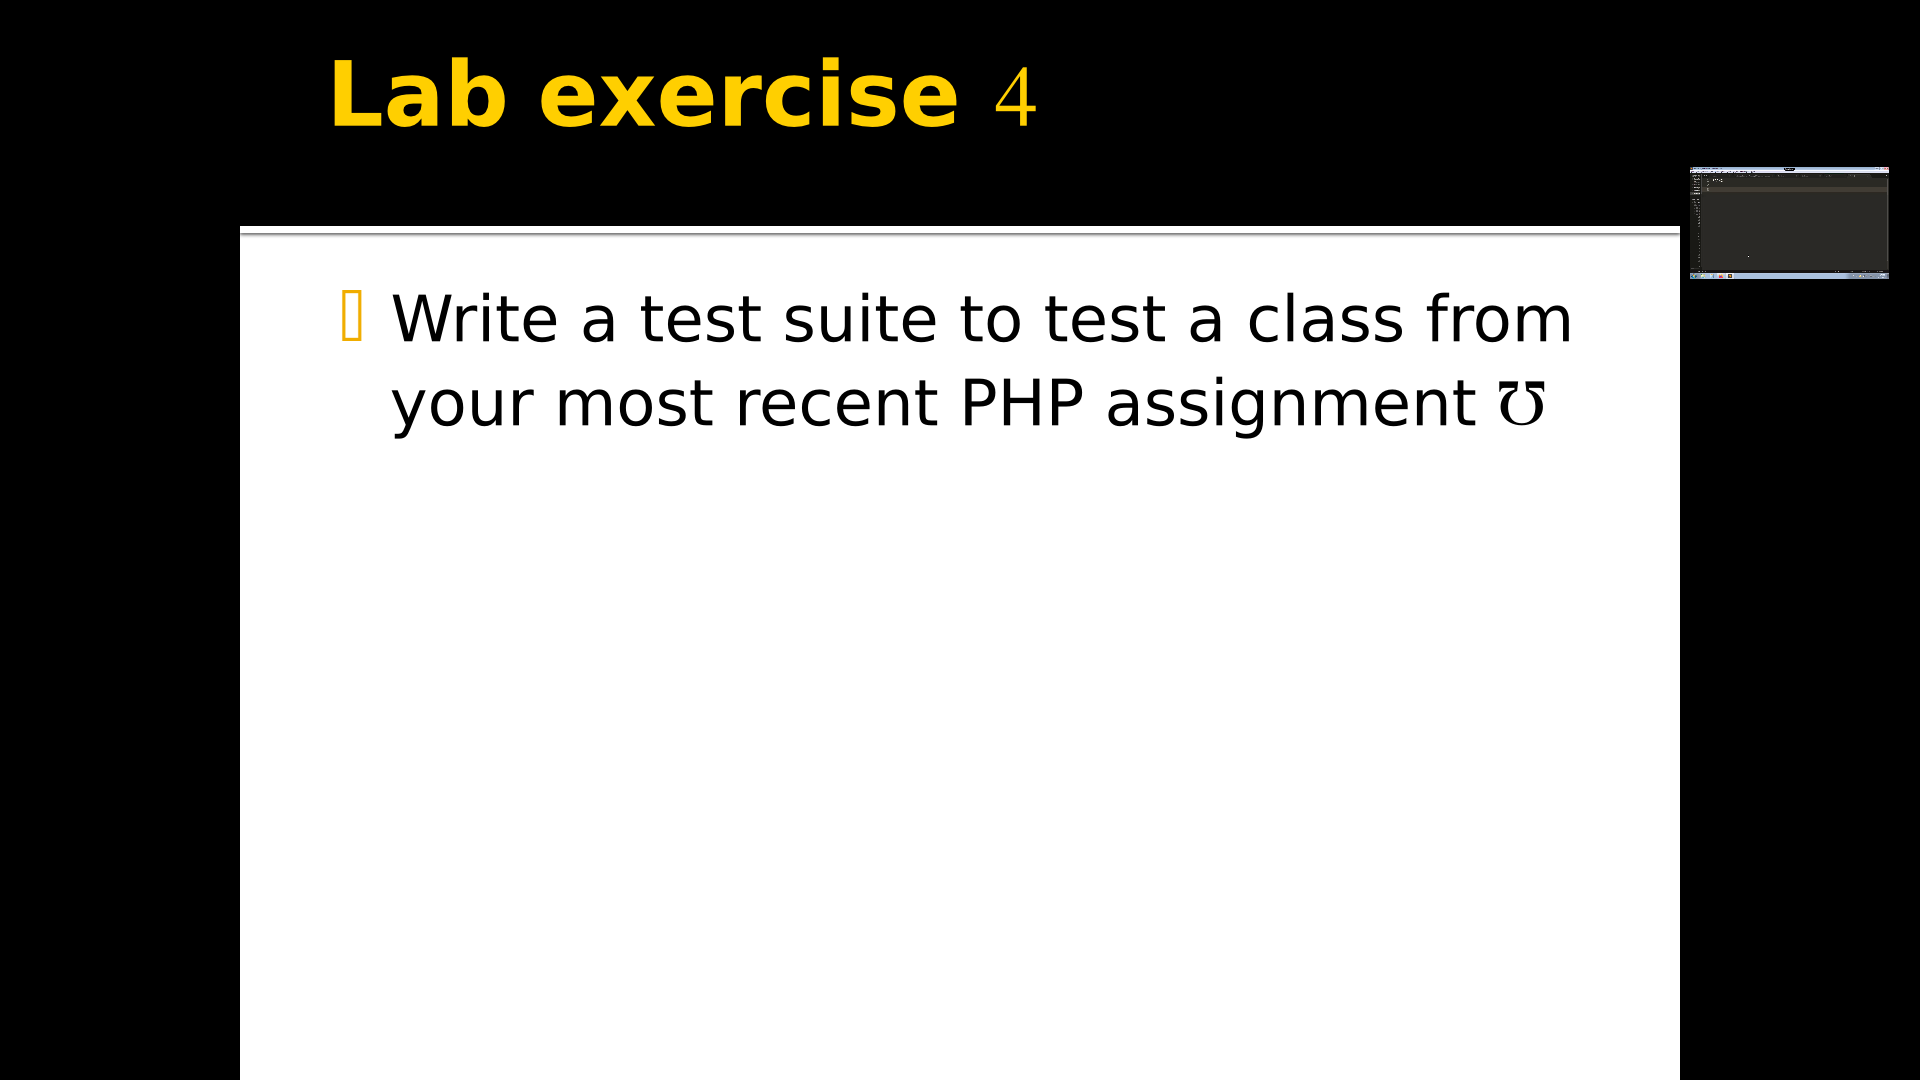 Lab exercise 4
Write a test suite to test a class from
your most recent PHP assignment ℧